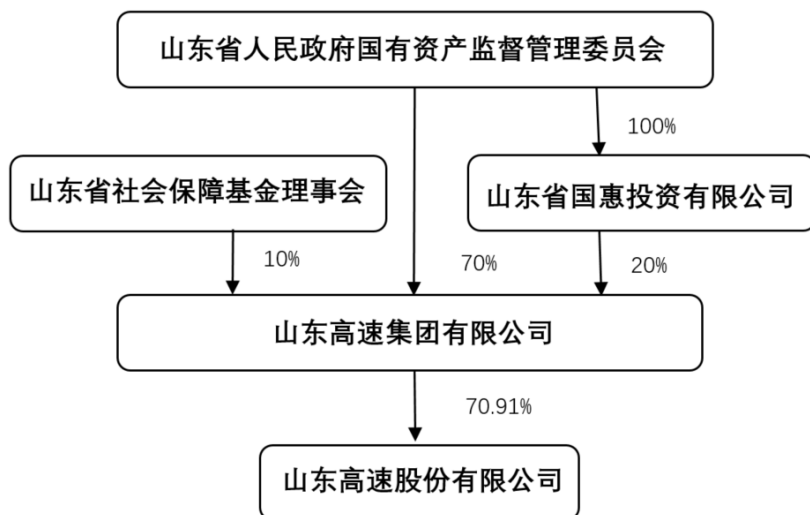 山东省人民政府国有资产监督管理委员会
100%
山东省社会保障基金理事会
山东省国惠投资有限公司
10%
70%
20%
山东高速集团有限公司
70.91%
山东高速股份有限公司